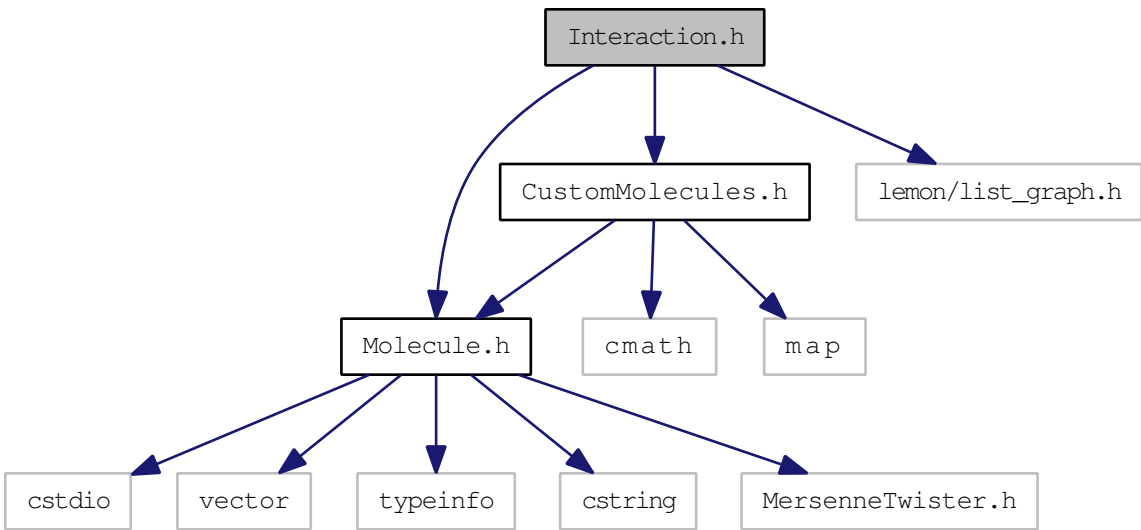 Interaction.h
CustomMolecules.h
lemon/list_graph.h
Molecule.h
cmath
map
cstdio
vector
typeinfo
cstring
MersenneTwister.h